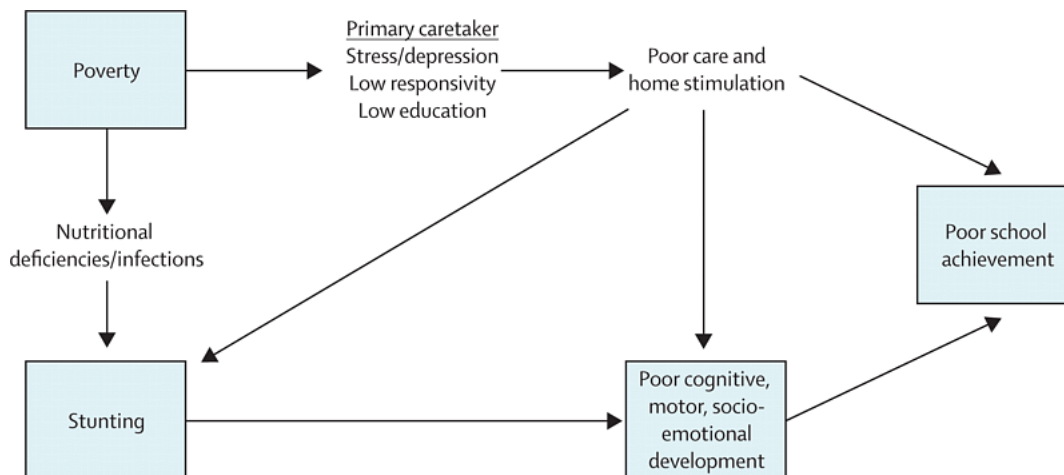 Poverty
Primary caretaker
Stress/depression
Low responsivity
Low education
Poor care and
home stimulation
Nutritional
deficiencies/infections
Poor school
achievement
Stunting
Poor cognitive,
motor, socio-
emotional
development